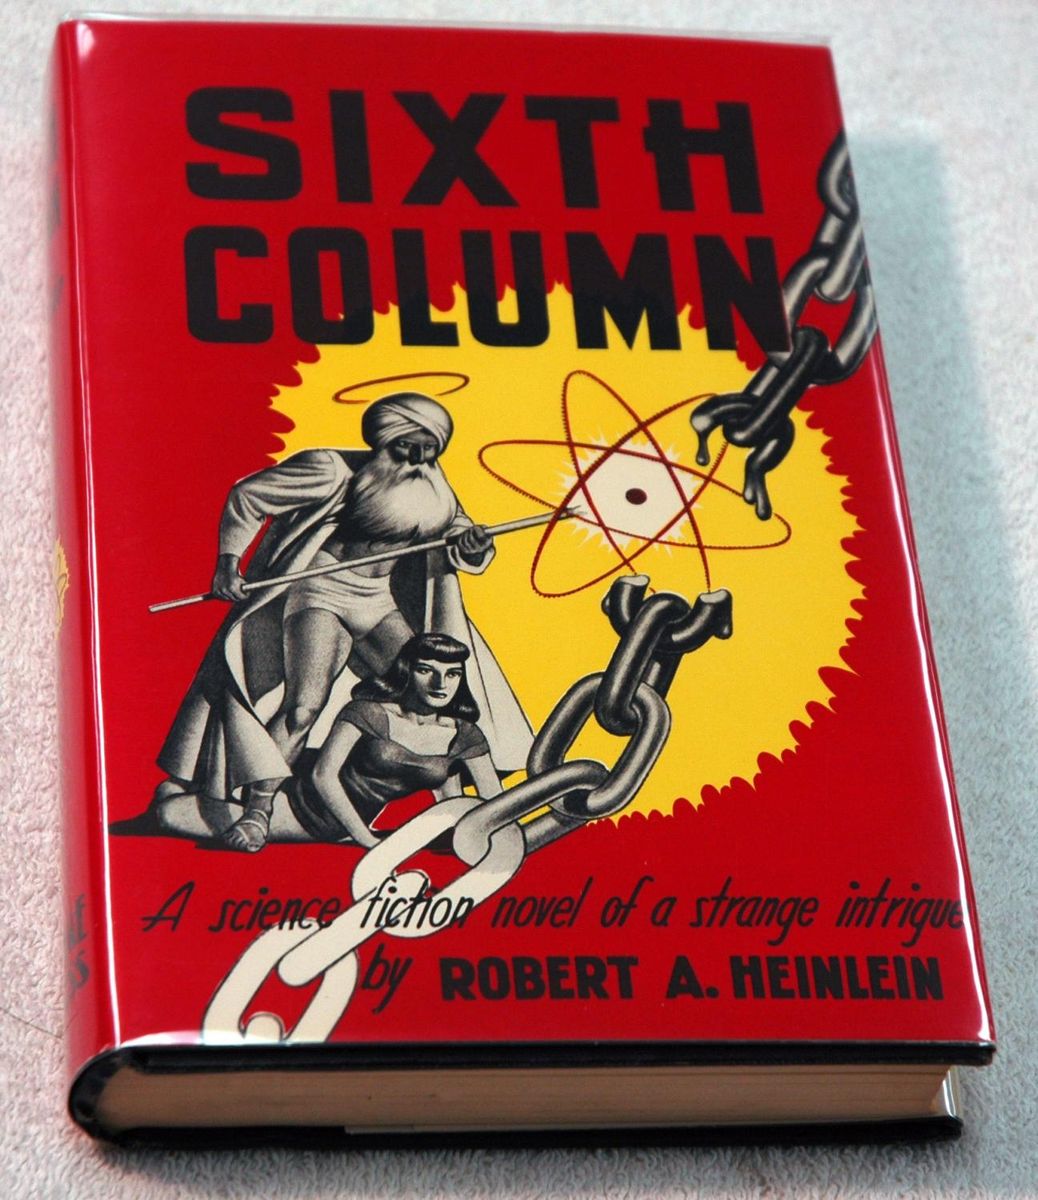 SIXTH
COLUMN
A science fiction novel of a strange intrigue
by ROBERT A. HEINLEIN